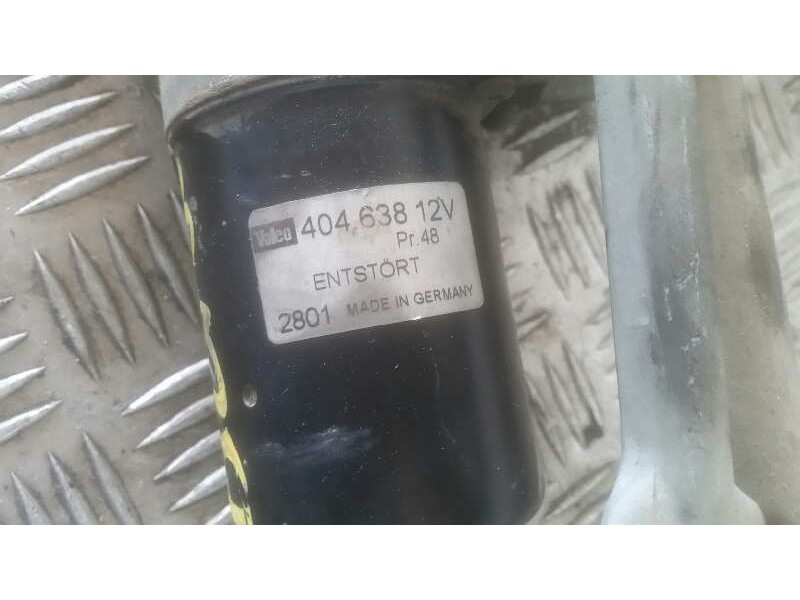 Valeo 404.638 12V
Pr.48
ENTSTÖRT
2801 MADE IN GERMANY